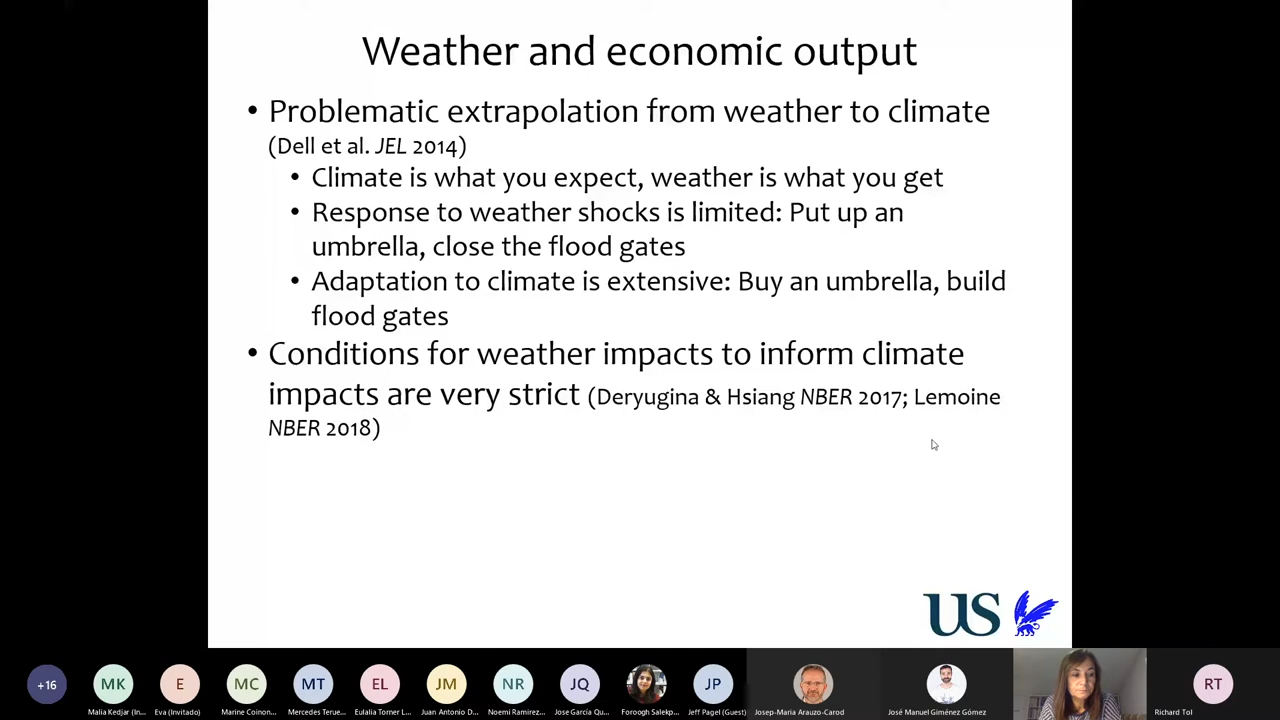 Weather and economic output
• Problematic extrapolation from weather to climate
(Dell et al. JEL 2014)
• Climate is what you expect, weather is what you get
• Response to weather shocks is limited: Put up an
umbrella, close the flood gates
• Adaptation to climate is extensive: Buy an umbrella, build
flood gates
• Conditions for weather impacts to inform climate
impacts are very strict (Deryugina & Hsiang NBER 2017; Lemoine
NBER 2018)
US
+16
MK
E
MC
MT
EL
JM
NR
JQ
JP
RT
Malia Kedjar (In...
Eva (Invitado)
Marine Coinon...
Mercedes Terue...
Eulalia Torner L...
Juan Antonio D...
Noemi Ramirez...
Jose García Qu...
Foroogh Salekp...
Jeff Pagel (Guest)
Josep-Maria Arauzo-Carod
José Manuel Giménez Gómez
Richard Tol